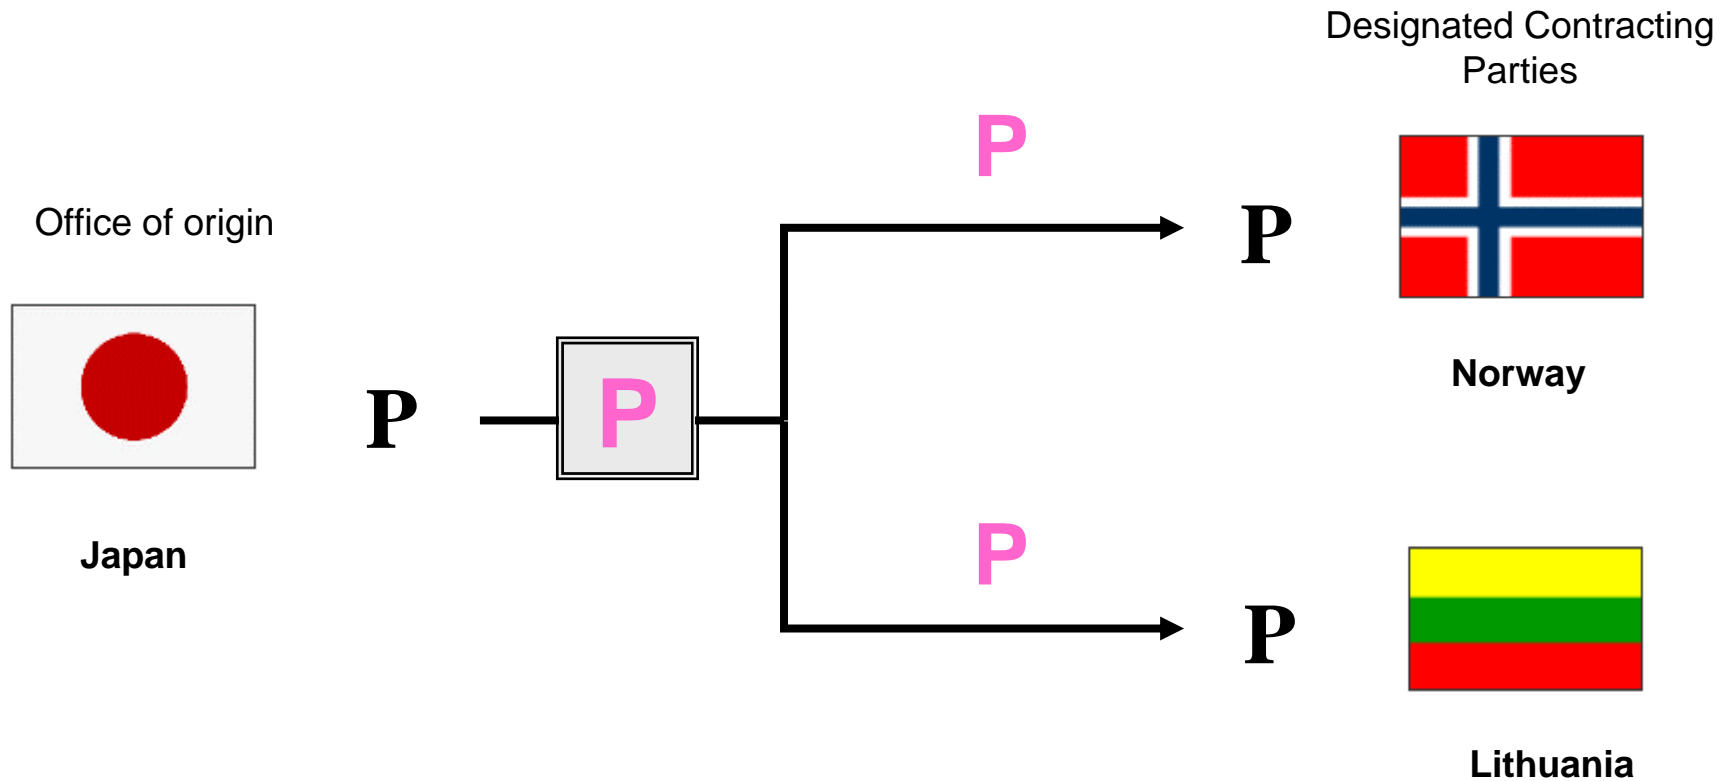 Designated Contracting
Parties
P
Office of origin
P
P
P
Norway
Japan
P
P
Lithuania